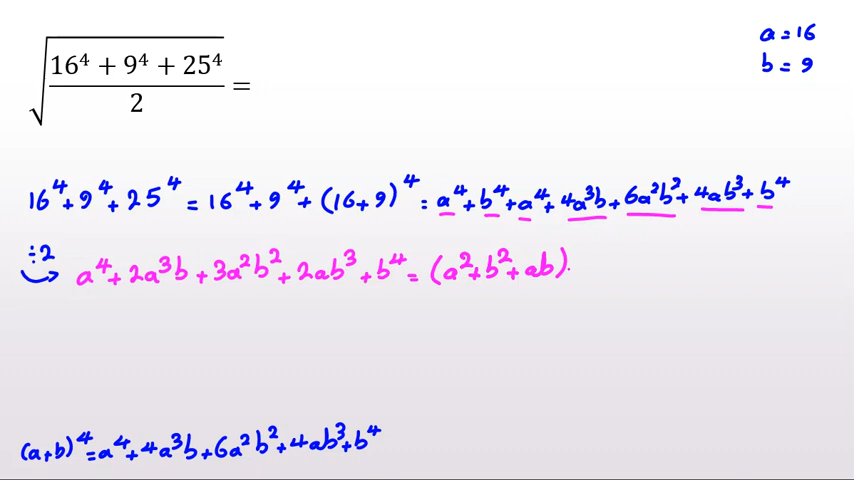 a = 16
√((16⁴ + 9⁴ + 25⁴)/2) =
b = 9
16⁴ + 9⁴ + 25⁴ = 16⁴ + 9⁴ + (16 + 9)⁴ = a⁴ + b⁴ + a⁴ + 4a³b + 6a²b² + 4ab³ + b⁴
÷2
a⁴ + 2a³b + 3a²b² + 2ab³ + b⁴ = (a² + b² + ab)
(a+b)⁴ = a⁴ + 4a³b + 6a²b² + 4ab³ + b⁴